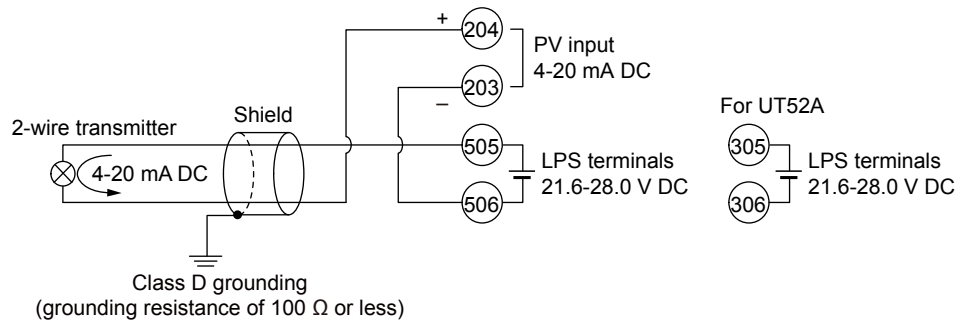 +
204
PV input
4-20 mA DC
203
–
Shield
2-wire transmitter
4-20 mA DC
505
LPS terminals
21.6-28.0 V DC
506
For UT52A
305
LPS terminals
21.6-28.0 V DC
306
Class D grounding
(grounding resistance of 100 Ω or less)